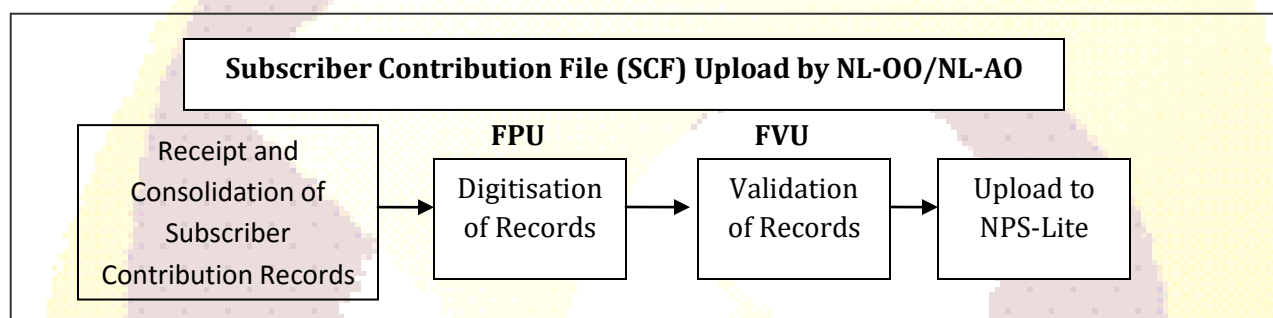 Subscriber Contribution File (SCF) Upload by NL-OO/NL-AO
Receipt and
Consolidation of
Subscriber
Contribution Records
FPU
Digitisation
of Records
FVU
Validation
of Records
Upload to
NPS-Lite